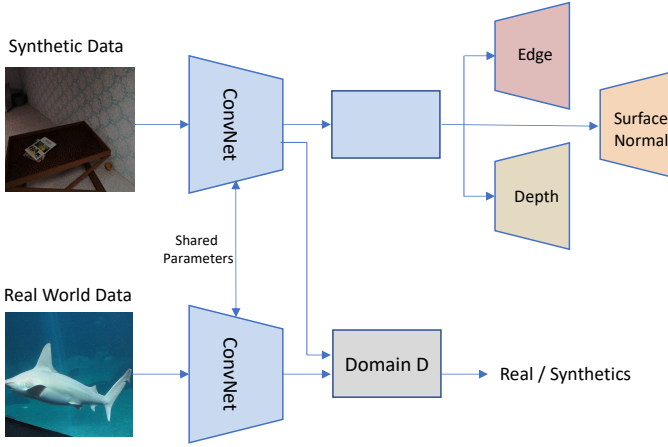 Synthetic Data
ConvNet
Edge
Surface
Normal
Depth
Shared
Parameters
Real World Data
ConvNet
Domain D
Real / Synthetics